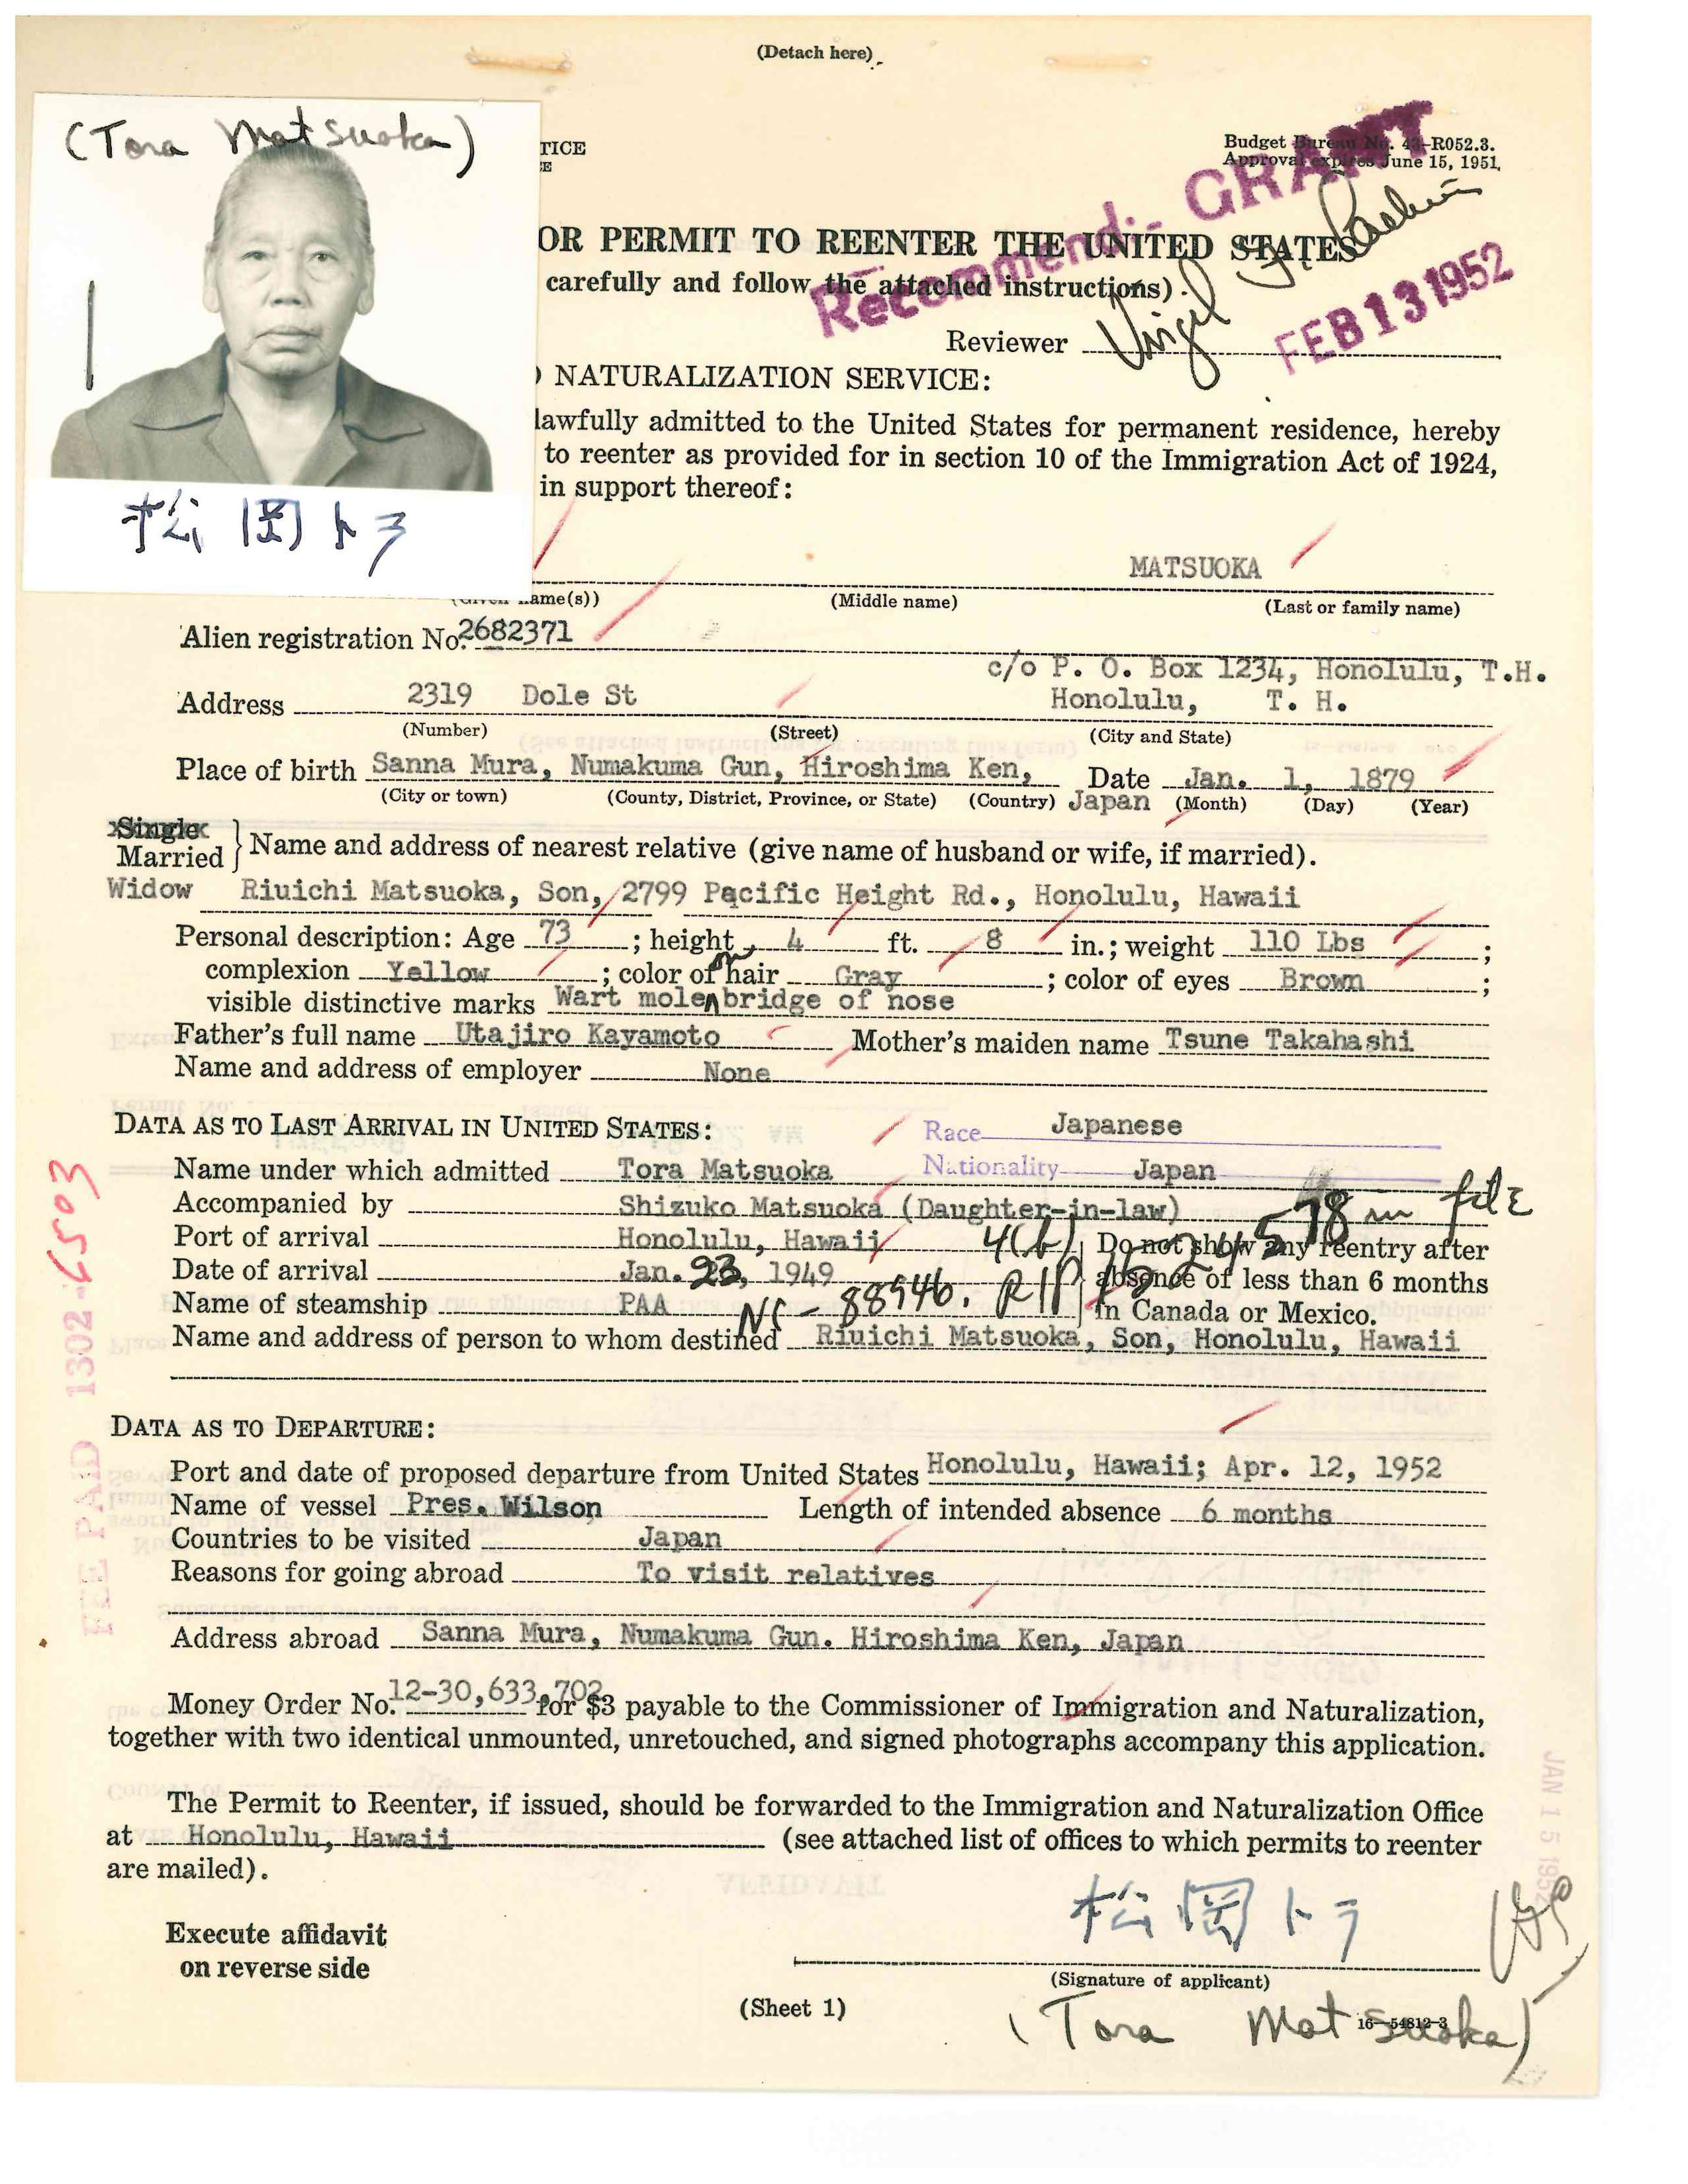 (Detach here)
(Tora Matsuoka)
TICE
E
Budget Bureau No. 43-R052.3.
Approval expires June 15, 1951.
Recommend:- GRANT
OR PERMIT TO REENTER THE UNITED STATES
carefully and follow the attached instructions).
Reviewer Virgil
FEB 13 1952
) NATURALIZATION SERVICE:
lawfully admitted to the United States for permanent residence, hereby
to reenter as provided for in section 10 of the Immigration Act of 1924,
in support thereof:
松岡トラ
MATSUOKA
(Given name(s)) (Middle name) (Last or family name)
Alien registration No. 2682371
c/o P. O. Box 1234, Honolulu, T.H.
Address 2319 Dole St Honolulu, T. H.
(Number) (Street) (City and State)
Place of birth Sanna Mura, Numakuma Gun, Hiroshima Ken, Date Jan. 1, 1879
(City or town) (County, District, Province, or State) (Country) Japan (Month) (Day) (Year)
Single
Married } Name and address of nearest relative (give name of husband or wife, if married).
Widow Riuichi Matsuoka, Son, 2799 Pacific Height Rd., Honolulu, Hawaii
Personal description: Age 73 ; height 4 ft. 8 in.; weight 110 Lbs ;
complexion Yellow ; color of hair Gray ; color of eyes Brown ;
visible distinctive marks Wart mole on bridge of nose
Father's full name Utajiro Kayamoto Mother's maiden name Tsune Takahashi
Name and address of employer None
DATA AS TO LAST ARRIVAL IN UNITED STATES: Race Japanese
Name under which admitted Tora Matsuoka Nationality Japan
Accompanied by Shizuko Matsuoka (Daughter-in-law)
file
Port of arrival Honolulu, Hawaii 4(b) Do not show any reentry after
Date of arrival Jan. 23, 1949 absence of less than 6 months
Name of steamship PAA NC-88946. in Canada or Mexico.
Name and address of person to whom destined Riuichi Matsuoka, Son, Honolulu, Hawaii
FEE PAID 1302-6503
DATA AS TO DEPARTURE:
Port and date of proposed departure from United States Honolulu, Hawaii; Apr. 12, 1952
Name of vessel Pres. Wilson Length of intended absence 6 months
Countries to be visited Japan
Reasons for going abroad To visit relatives
Address abroad Sanna Mura, Numakuma Gun. Hiroshima Ken, Japan
Money Order No. 12-30,633,702 for $3 payable to the Commissioner of Immigration and Naturalization,
together with two identical unmounted, unretouched, and signed photographs accompany this application.
The Permit to Reenter, if issued, should be forwarded to the Immigration and Naturalization Office
at Honolulu, Hawaii (see attached list of offices to which permits to reenter
are mailed).
JAN 15 1952
松岡トラ
Execute affidavit
on reverse side
(Signature of applicant)
(Sheet 1)
16—54812-3
(Tora Matsuoka)